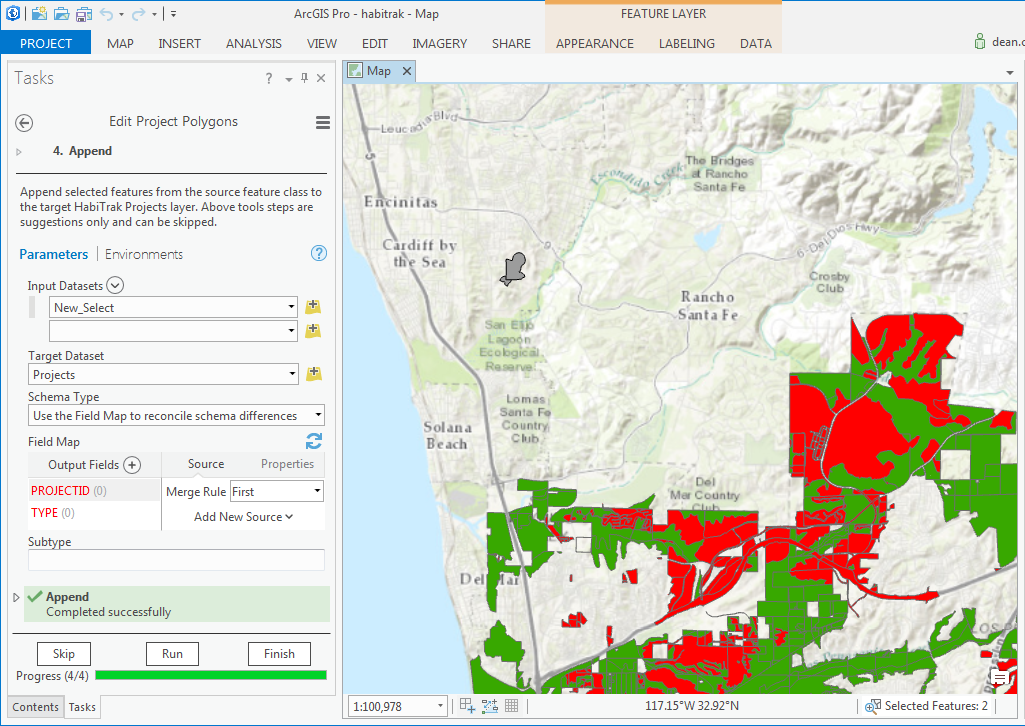 ArcGIS Pro - habitrak - Map
FEATURE LAYER
PROJECT
MAP
INSERT
ANALYSIS
VIEW
EDIT
IMAGERY
SHARE
APPEARANCE
LABELING
DATA
dean.c
Tasks
?
Edit Project Polygons
4. Append
Append selected features from the source feature class to
the target HabiTrak Projects layer. Above tools steps are
suggestions only and can be skipped.
Parameters
Environments
?
Input Datasets
New_Select
Target Dataset
Projects
Schema Type
Use the Field Map to reconcile schema differences
Field Map
Output Fields
Source
Properties
PROJECTID (0)
TYPE (0)
Merge Rule
First
Add New Source
Subtype
Append
Completed successfully
Skip
Run
Finish
Progress (4/4)
Contents
Tasks
Map
Leucadia Blvd
5
The Bridges
at Rancho
Santa Fe
Escondido Creek
Encinitas
Cardiff by
the Sea
6-Del Dios Hwy
Crosby
Club
Rancho
Santa Fe
San Elijo
Lagoon
Ecological
Reserve
Lomas
Santa Fe
Country
Club
Solana
Beach
Del
Mar Country
Club
Del Mar
1:100,978
117.15°W 32.92°N
Selected Features: 2